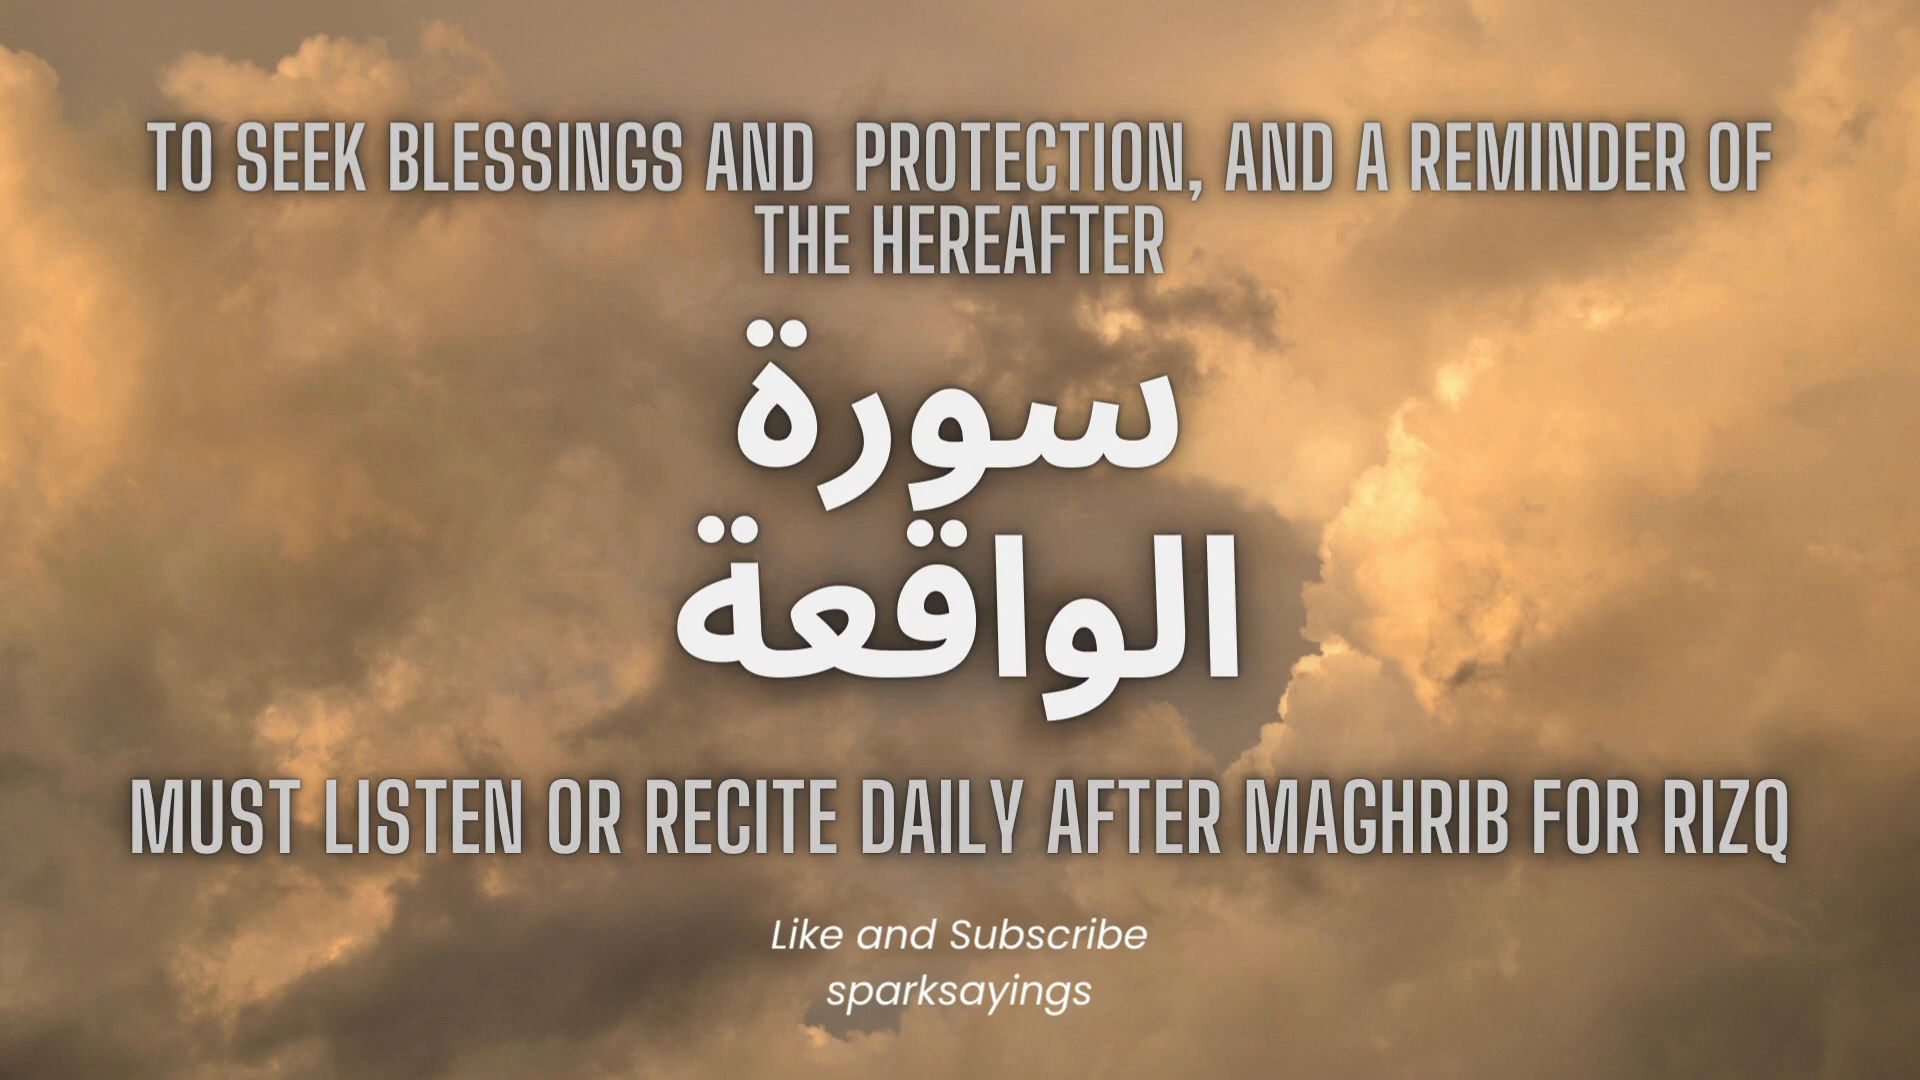 TO SEEK BLESSINGS AND PROTECTION, AND A REMINDER OF
THE HEREAFTER
سورة
الواقعة
MUST LISTEN OR RECITE DAILY AFTER MAGHRIB FOR RIZQ
Like and Subscribe
sparksayings